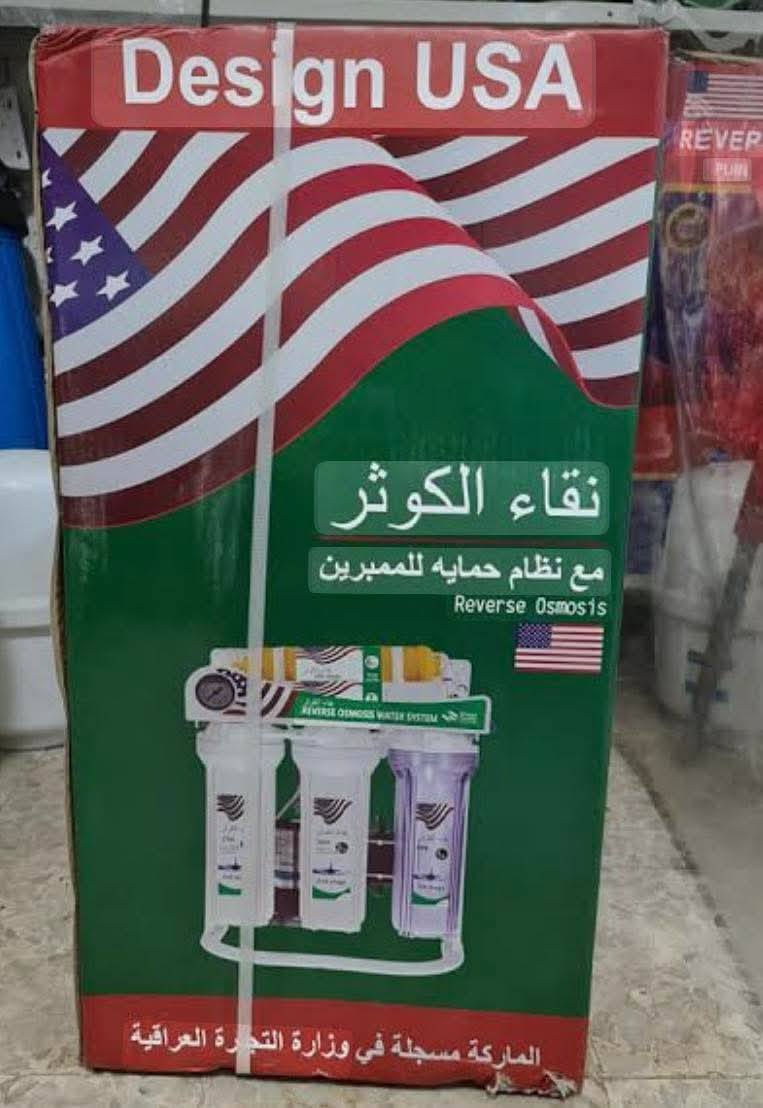 Design USA
REVER
نقاء الكوثر
مع نظام حمايه للممبرين
Reverse Osmosis
REVERSE OSMOSIS WATER SYSTEM
الماركة مسجلة في وزارة التجارة العراقية